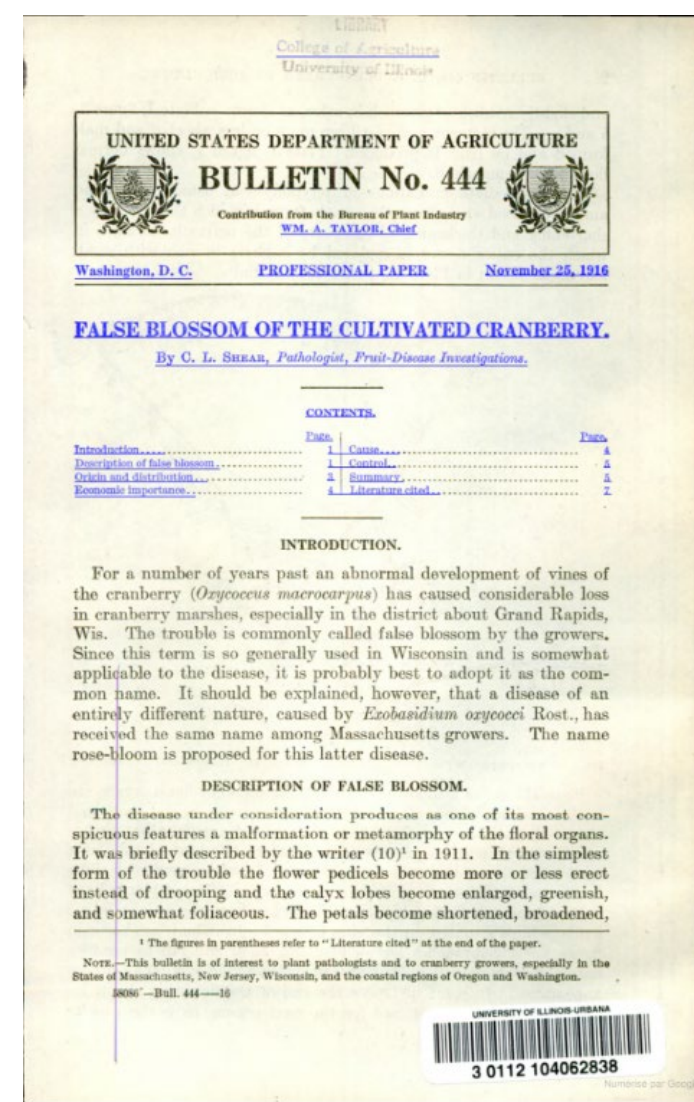 LIBRARY
College of Agriculture
University of Illinois
UNITED STATES DEPARTMENT OF AGRICULTURE
BULLETIN No. 444
Contribution from the Bureau of Plant Industry
WM. A. TAYLOR, Chief
Washington, D. C. PROFESSIONAL PAPER November 25, 1916
FALSE BLOSSOM OF THE CULTIVATED CRANBERRY.
By C. L. SHEAR, Pathologist, Fruit-Disease Investigations.
CONTENTS.
Page. Page.
Introduction 1 Cause 4
Description of false blossom 1 Control 5
Origin and distribution 3 Summary 5
Economic importance 4 Literature cited 7
INTRODUCTION.
For a number of years past an abnormal development of vines of
the cranberry (Oxycoccus macrocarpus) has caused considerable loss
in cranberry marshes, especially in the district about Grand Rapids,
Wis. The trouble is commonly called false blossom by the growers.
Since this term is so generally used in Wisconsin and is somewhat
applicable to the disease, it is probably best to adopt it as the com-
mon name. It should be explained, however, that a disease of an
entirely different nature, caused by Exobasidium oxycocci Rost., has
received the same name among Massachusetts growers. The name
rose-bloom is proposed for this latter disease.
DESCRIPTION OF FALSE BLOSSOM.
The disease under consideration produces as one of its most con-
spicuous features a malformation or metamorphy of the floral organs.
It was briefly described by the writer (10)¹ in 1911. In the simplest
form of the trouble the flower pedicels become more or less erect
instead of drooping and the calyx lobes become enlarged, greenish,
and somewhat foliaceous. The petals become shortened, broadened,
¹ The figures in parentheses refer to "Literature cited" at the end of the paper.
NOTE.—This bulletin is of interest to plant pathologists and to cranberry growers, especially in the
States of Massachusetts, New Jersey, Wisconsin, and the coastal regions of Oregon and Washington.
58086°—Bull. 444—16
UNIVERSITY OF ILLINOIS-URBANA
3 0112 104062838
Numérisé par Google